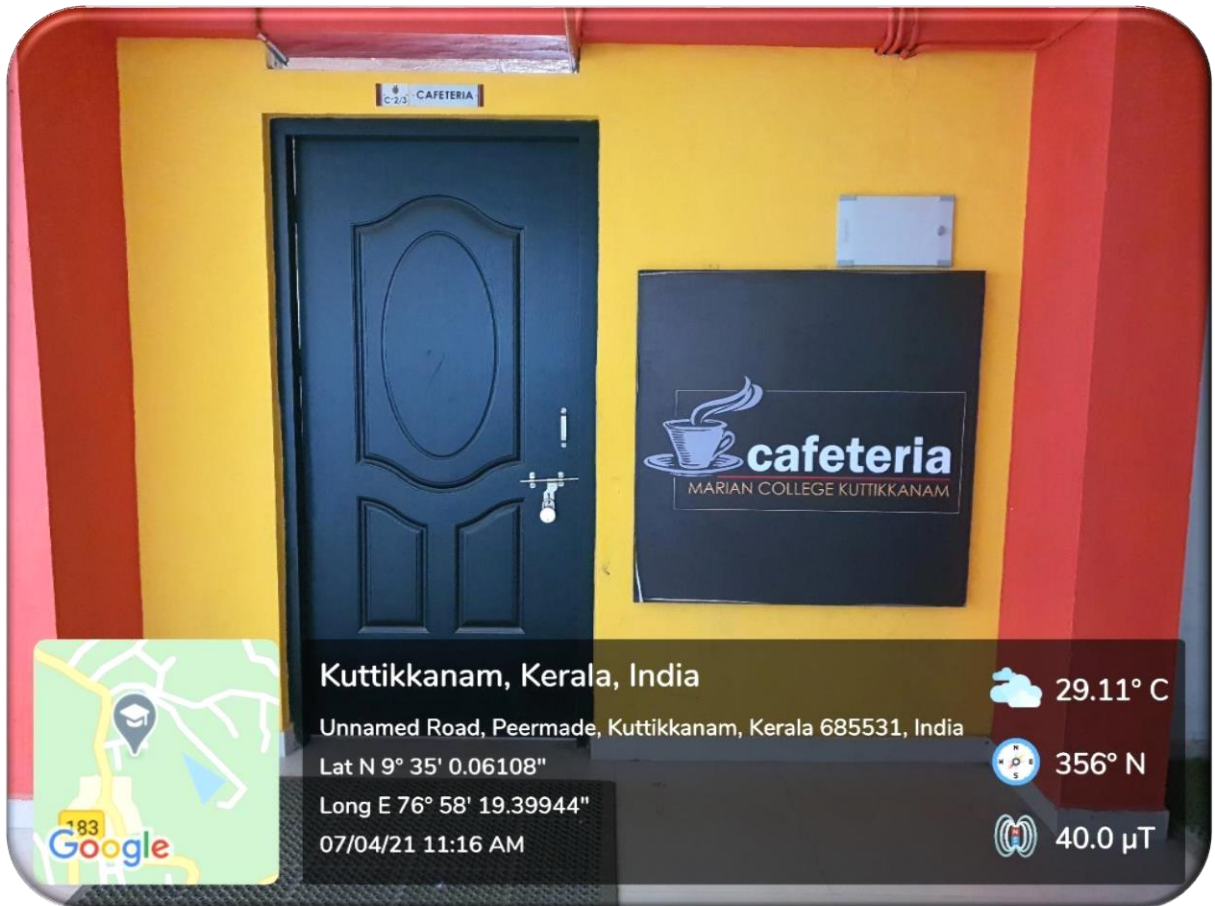 C-2/3 CAFETERIA
cafeteria
MARIAN COLLEGE KUTTIKKANAM
Kuttikkanam, Kerala, India
Unnamed Road, Peermade, Kuttikkanam, Kerala 685531, India
Lat N 9° 35' 0.06108"
Long E 76° 58' 19.39944"
07/04/21 11:16 AM
29.11° C
356° N
40.0 µT
183
Google